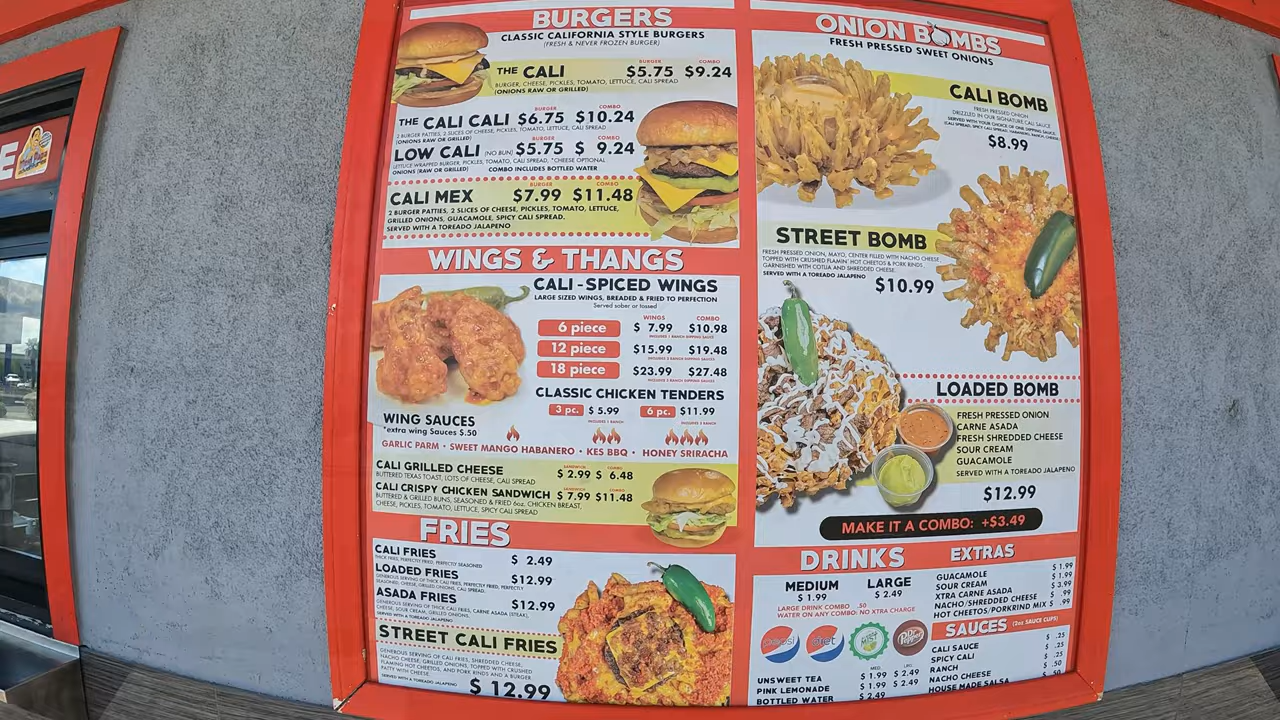 BURGERS
CLASSIC CALIFORNIA STYLE BURGERS
(FRESH & NEVER FROZEN BURGER)
BURGER COMBO
THE CALI $5.75 $9.24
BURGER, CHEESE, PICKLES, TOMATO, LETTUCE, CALI SPREAD
(ONIONS RAW OR GRILLED)
BURGER COMBO
THE CALI CALI $6.75 $10.24
2 BURGER PATTIES, 2 SLICES OF CHEESE, PICKLES, TOMATO, LETTUCE, CALI SPREAD
(ONIONS RAW OR GRILLED)
BURGER COMBO
LOW CALI (NO BUN) $5.75 $ 9.24
LETTUCE WRAPPED BURGER, PICKLES, TOMATO, CALI SPREAD, *CHEESE OPTIONAL
ONIONS (RAW OR GRILLED) COMBO INCLUDES BOTTLED WATER
BURGER COMBO
CALI MEX $7.99 $11.48
2 BURGER PATTIES, 2 SLICES OF CHEESE, PICKLES, TOMATO, LETTUCE,
GRILLED ONIONS, GUACAMOLE, SPICY CALI SPREAD.
SERVED WITH A TOREADO JALAPENO
WINGS & THANGS
CALI-SPICED WINGS
LARGE SIZED WINGS, BREADED & FRIED TO PERFECTION
Served sober or tossed
WINGS COMBO
6 piece $ 7.99 $10.98
INCLUDES 1 RANCH DIPPING SAUCE
12 piece $15.99 $19.48
INCLUDES 2 RANCH DIPPING SAUCES
18 piece $23.99 $27.48
INCLUDES 3 RANCH DIPPING SAUCES
CLASSIC CHICKEN TENDERS
3 pc. $ 5.99 6 pc. $11.99
INCLUDES 1 RANCH INCLUDES 2 RANCH
WING SAUCES
*extra wing Sauces $.50
GARLIC PARM • SWEET MANGO HABANERO • KES BBQ • HONEY SRIRACHA
SANDWICH COMBO
CALI GRILLED CHEESE $ 2.99 $ 6.48
BUTTERED TEXAS TOAST, LOTS OF CHEESE, CALI SPREAD
SANDWICH COMBO
CALI CRISPY CHICKEN SANDWICH $ 7.99 $11.48
BUTTERED & GRILLED BUNS, SEASONED & FRIED 6oz. CHICKEN BREAST,
CHEESE, PICKLES, TOMATO, LETTUCE, SPICY CALI SPREAD
FRIES
CALI FRIES $ 2.49
THICK FRIES, PERFECTLY FRIED, PERFECTLY SEASONED
LOADED FRIES $12.99
GENEROUS SERVING OF THICK CALI FRIES, PERFECTLY FRIED, PERFECTLY
SEASONED, CHEESE, GRILLED ONIONS, CALI SPREAD.
ASADA FRIES $12.99
GENEROUS SERVING OF THICK CALI FRIES, CARNE ASADA (STEAK),
CHEESE, SOUR CREAM, GRILLED ONIONS.
SERVED WITH A TOREADO JALAPENO
STREET CALI FRIES
GENEROUS SERVING OF CALI FRIES, SHREDDED CHEESE,
NACHO CHEESE, GRILLED ONIONS, TOPPED WITH CRUSHED
FLAMING HOT CHEETOS, AND PORK RINDS AND A BURGER
PATTY WITH CHEESE.
SERVED WITH A TOREADO JALAPENO
$ 12.99
ONION BOMBS
FRESH PRESSED SWEET ONIONS
CALI BOMB
FRESH PRESSED ONION
DRIZZLED IN OUR SIGNATURE CALI SAUCE
SERVED WITH YOUR CHOICE OF ONE DIPPING SAUCE
$8.99
STREET BOMB
FRESH PRESSED ONION, MAYO, CENTER FILLED WITH NACHO CHEESE,
TOPPED WITH CRUSHED FLAMIN' HOT CHEETOS & PORK RINDS,
GARNISHED WITH COTIJA AND SHREDDED CHEESE.
SERVED WITH A TOREADO JALAPENO
$10.99
LOADED BOMB
FRESH PRESSED ONION
CARNE ASADA
FRESH SHREDDED CHEESE
SOUR CREAM
GUACAMOLE
SERVED WITH A TOREADO JALAPENO
$12.99
MAKE IT A COMBO: +$3.49
DRINKS
MEDIUM LARGE
$ 1.99 $ 2.49
LARGE DRINK COMBO .50
WATER ON ANY COMBO: NO XTRA CHARGE
pepsi diet MIST TWST Dr Pepper
MED. LRG.
UNSWEET TEA $ 1.99 $ 2.49
PINK LEMONADE $ 1.99 $ 2.49
BOTTLED WATER $ 2.49
EXTRAS
GUACAMOLE $ 1.99
SOUR CREAM $ 1.99
XTRA CARNE ASADA $ 3.99
NACHO/SHREDDED CHEESE $ .99
HOT CHEETOS/PORKRIND MIX $ .99
SAUCES (2oz SAUCE CUPS)
CALI SAUCE $ .25
SPICY CALI $ .25
RANCH $ .25
NACHO CHEESE $ .50
HOUSE MADE SALSA $ .50